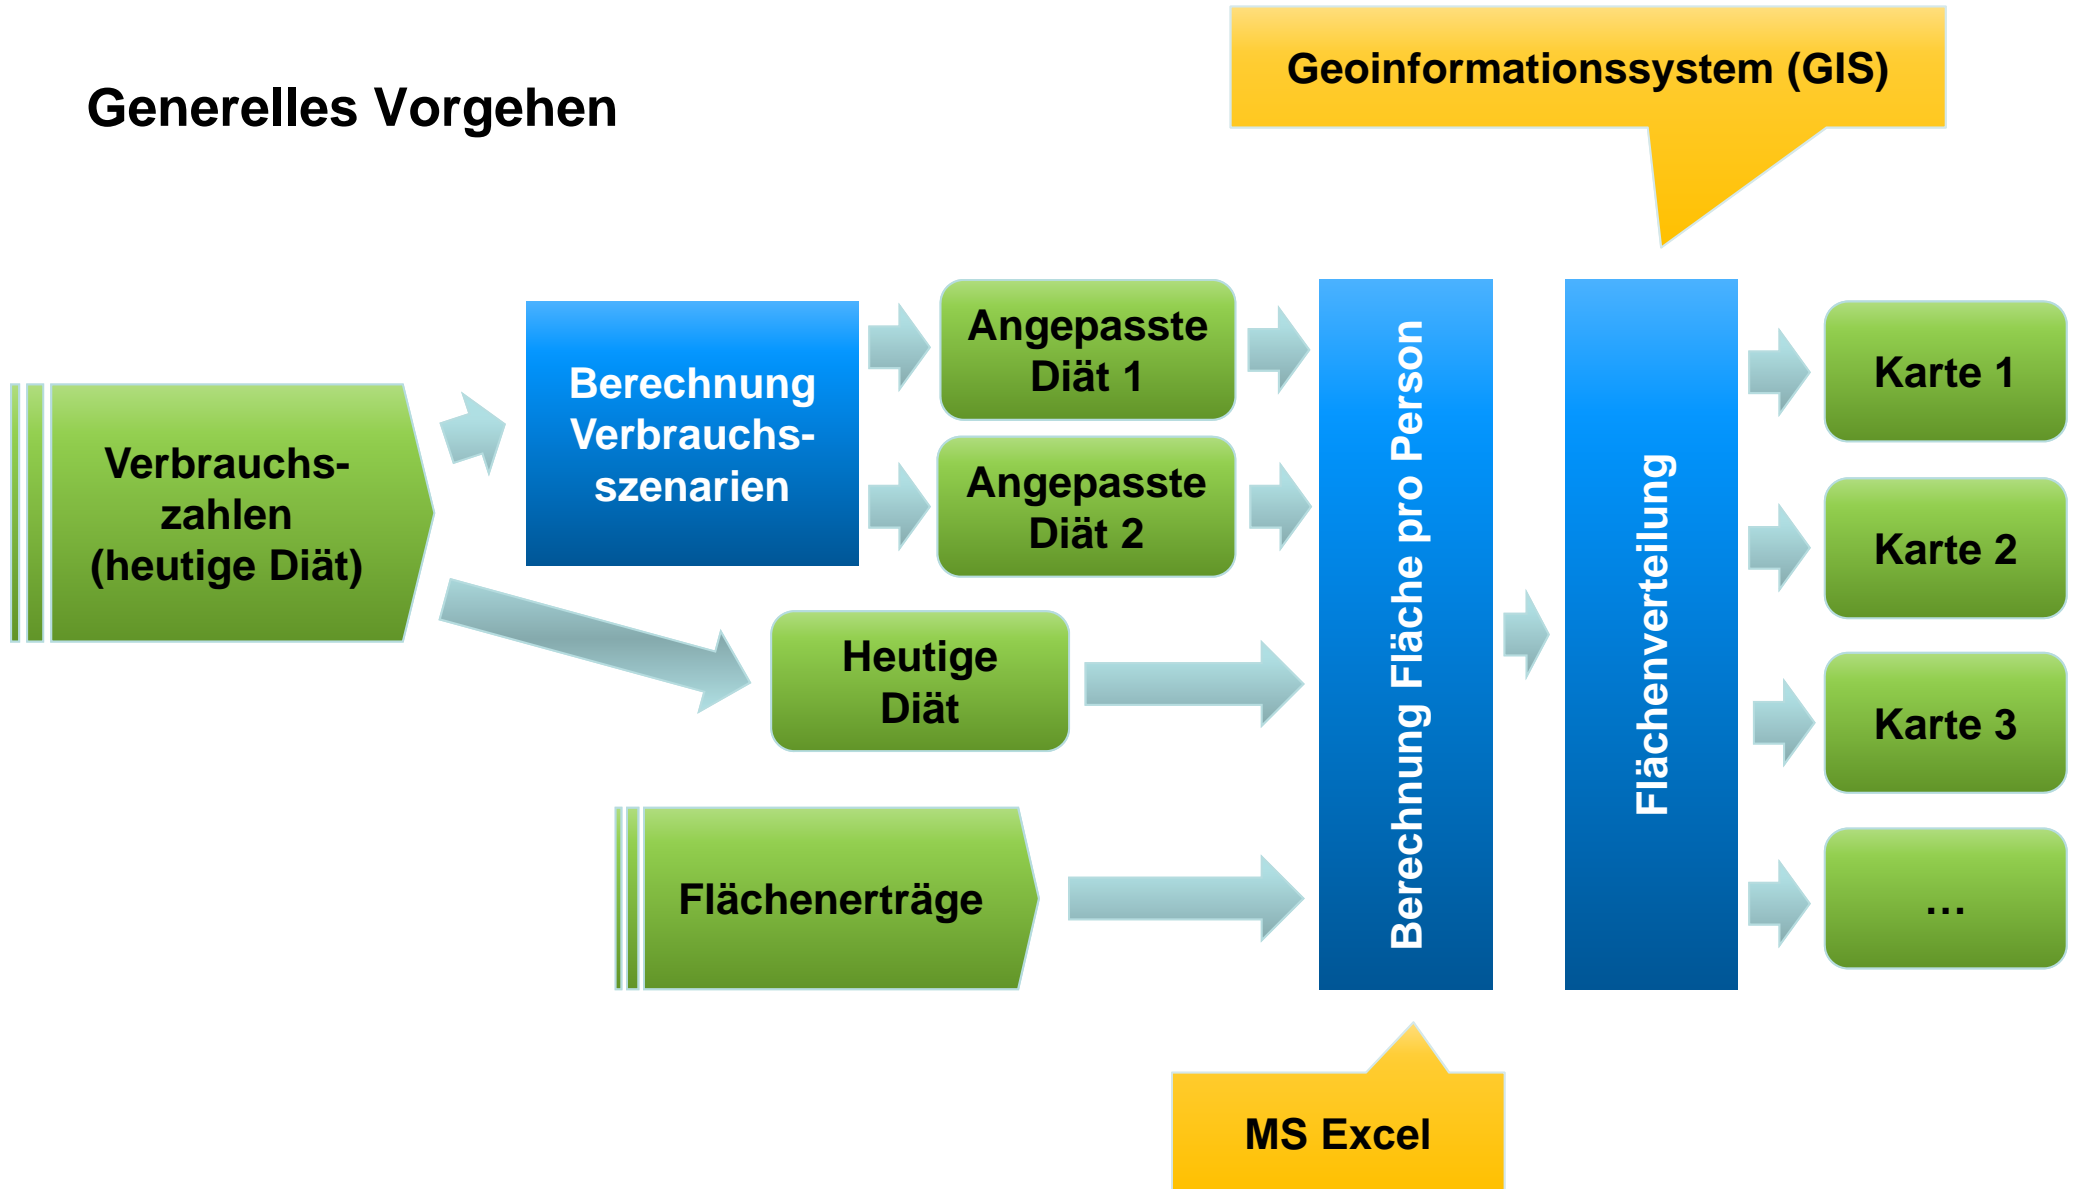 Generelles Vorgehen
Geoinformationssystem (GIS)
Verbrauchs-
zahlen
(heutige Diät)
Berechnung
Verbrauchs-
szenarien
Angepasste
Diät 1
Angepasste
Diät 2
Heutige
Diät
Flächenerträge
Berechnung Fläche pro Person
Flächenverteilung
Karte 1
Karte 2
Karte 3
…
MS Excel